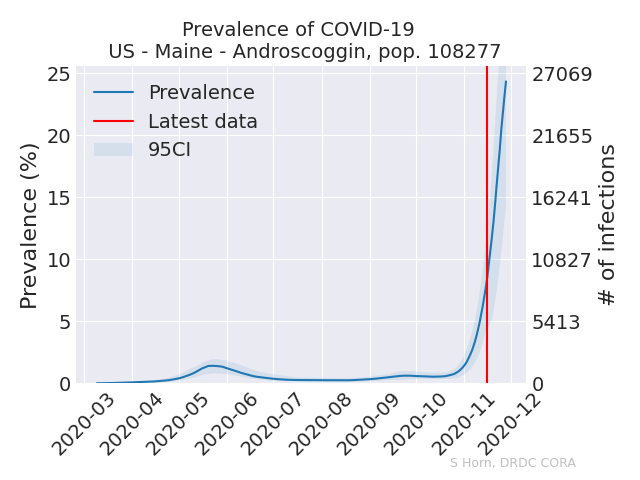 Prevalence of COVID-19
US - Maine - Androscoggin, pop. 108277
Prevalence
Latest data
95CI
Prevalence (%)
25
20
15
10
5
0
27069
21655
16241
10827
5413
0
# of infections
2020-03
2020-04
2020-05
2020-06
2020-07
2020-08
2020-09
2020-10
2020-11
2020-12
S Horn, DRDC CORA